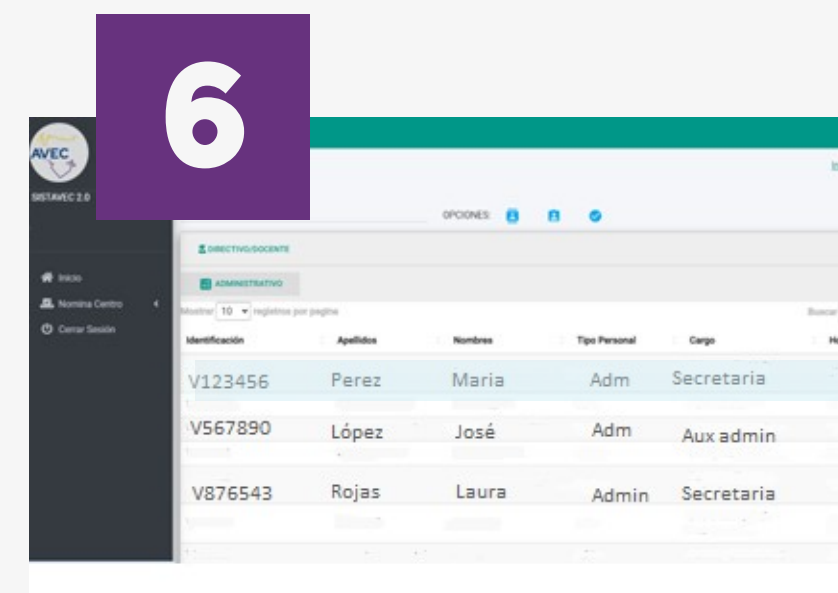 6
AVEC
SISTAVEC 2.0
OPCIONES:
DIRECTIVO/DOCENTE
Inicio
ADMINISTRATIVO
Nomina Centro
Mostrar 10 registros por pagina
Buscar
Cerrar Sesión
Identificación Apellidos Nombres Tipo Personal Cargo
V123456 Perez Maria Adm Secretaria
V567890 López José Adm Aux admin
V876543 Rojas Laura Admin Secretaria